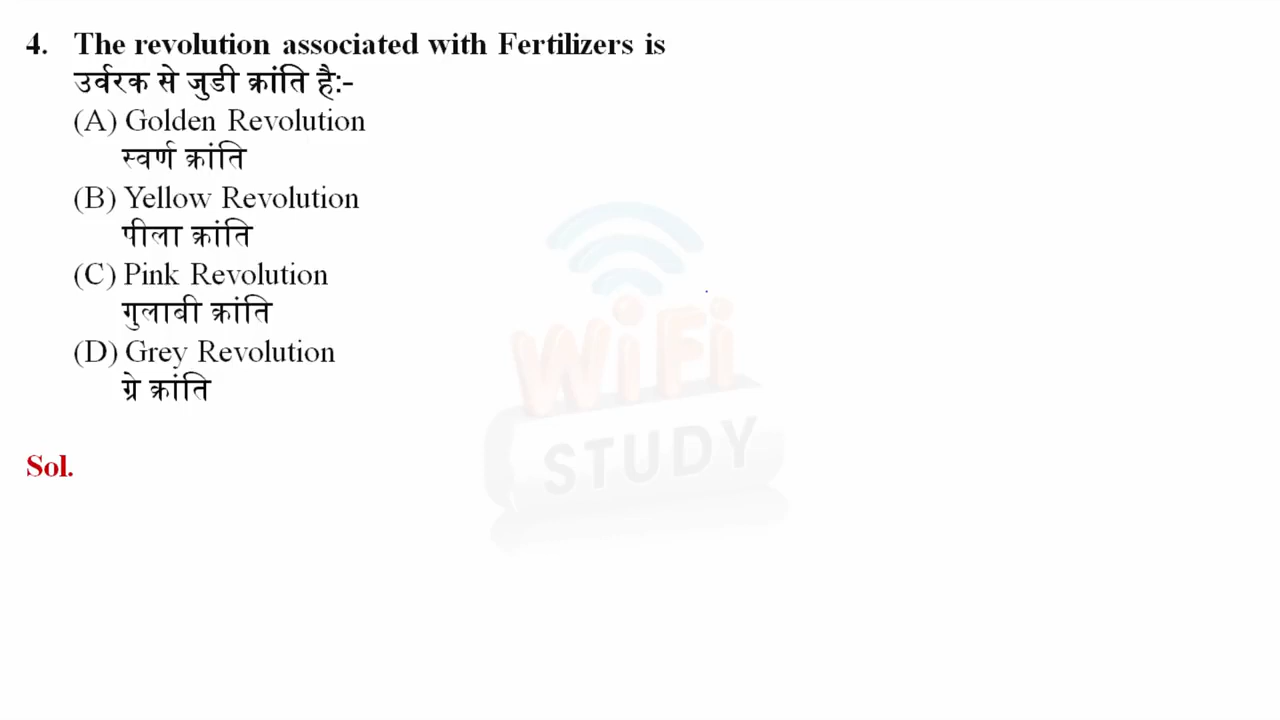 4. The revolution associated with Fertilizers is
उर्वरक से जुडी क्रांति है:-
(A) Golden Revolution
स्वर्ण क्रांति
(B) Yellow Revolution
पीला क्रांति
(C) Pink Revolution
गुलाबी क्रांति
(D) Grey Revolution
ग्रे क्रांति
WiFi
STUDY
Sol.